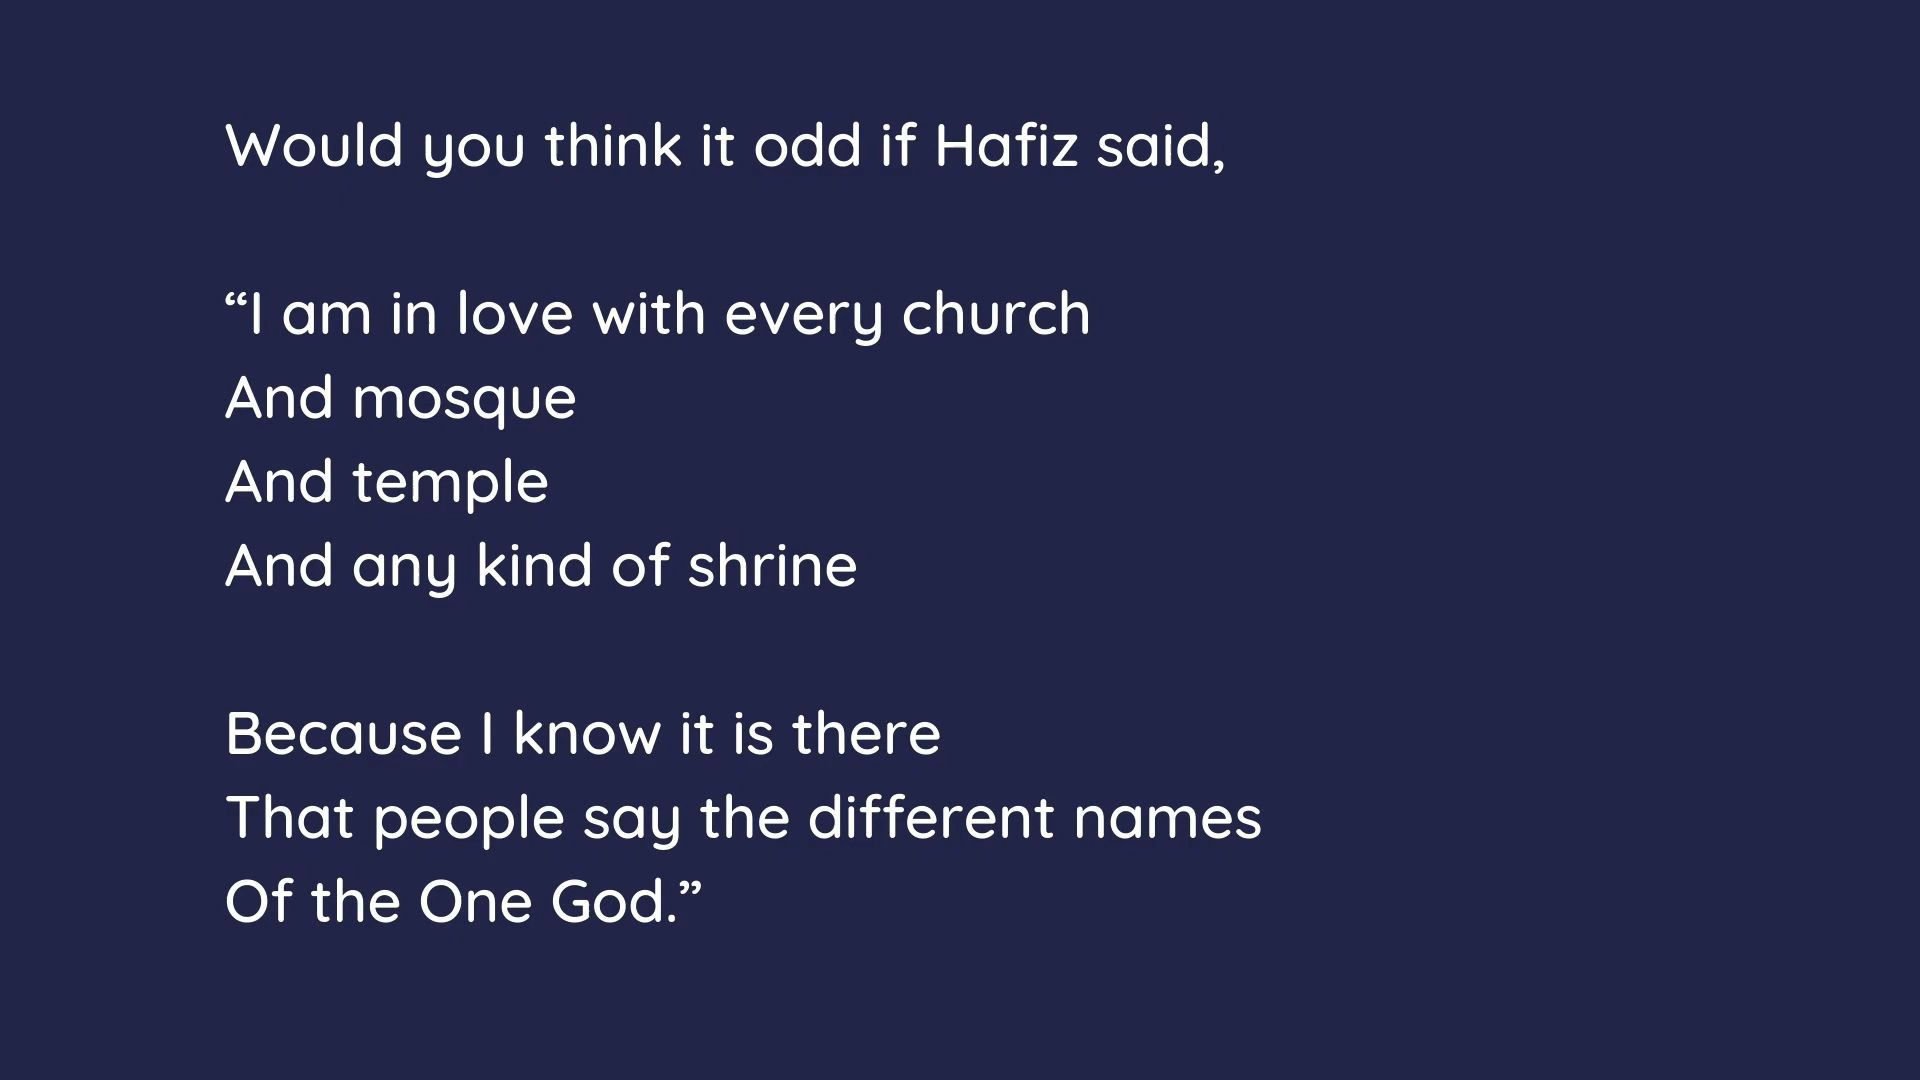 Would you think it odd if Hafiz said,
“I am in love with every church
And mosque
And temple
And any kind of shrine
Because I know it is there
That people say the different names
Of the One God.”